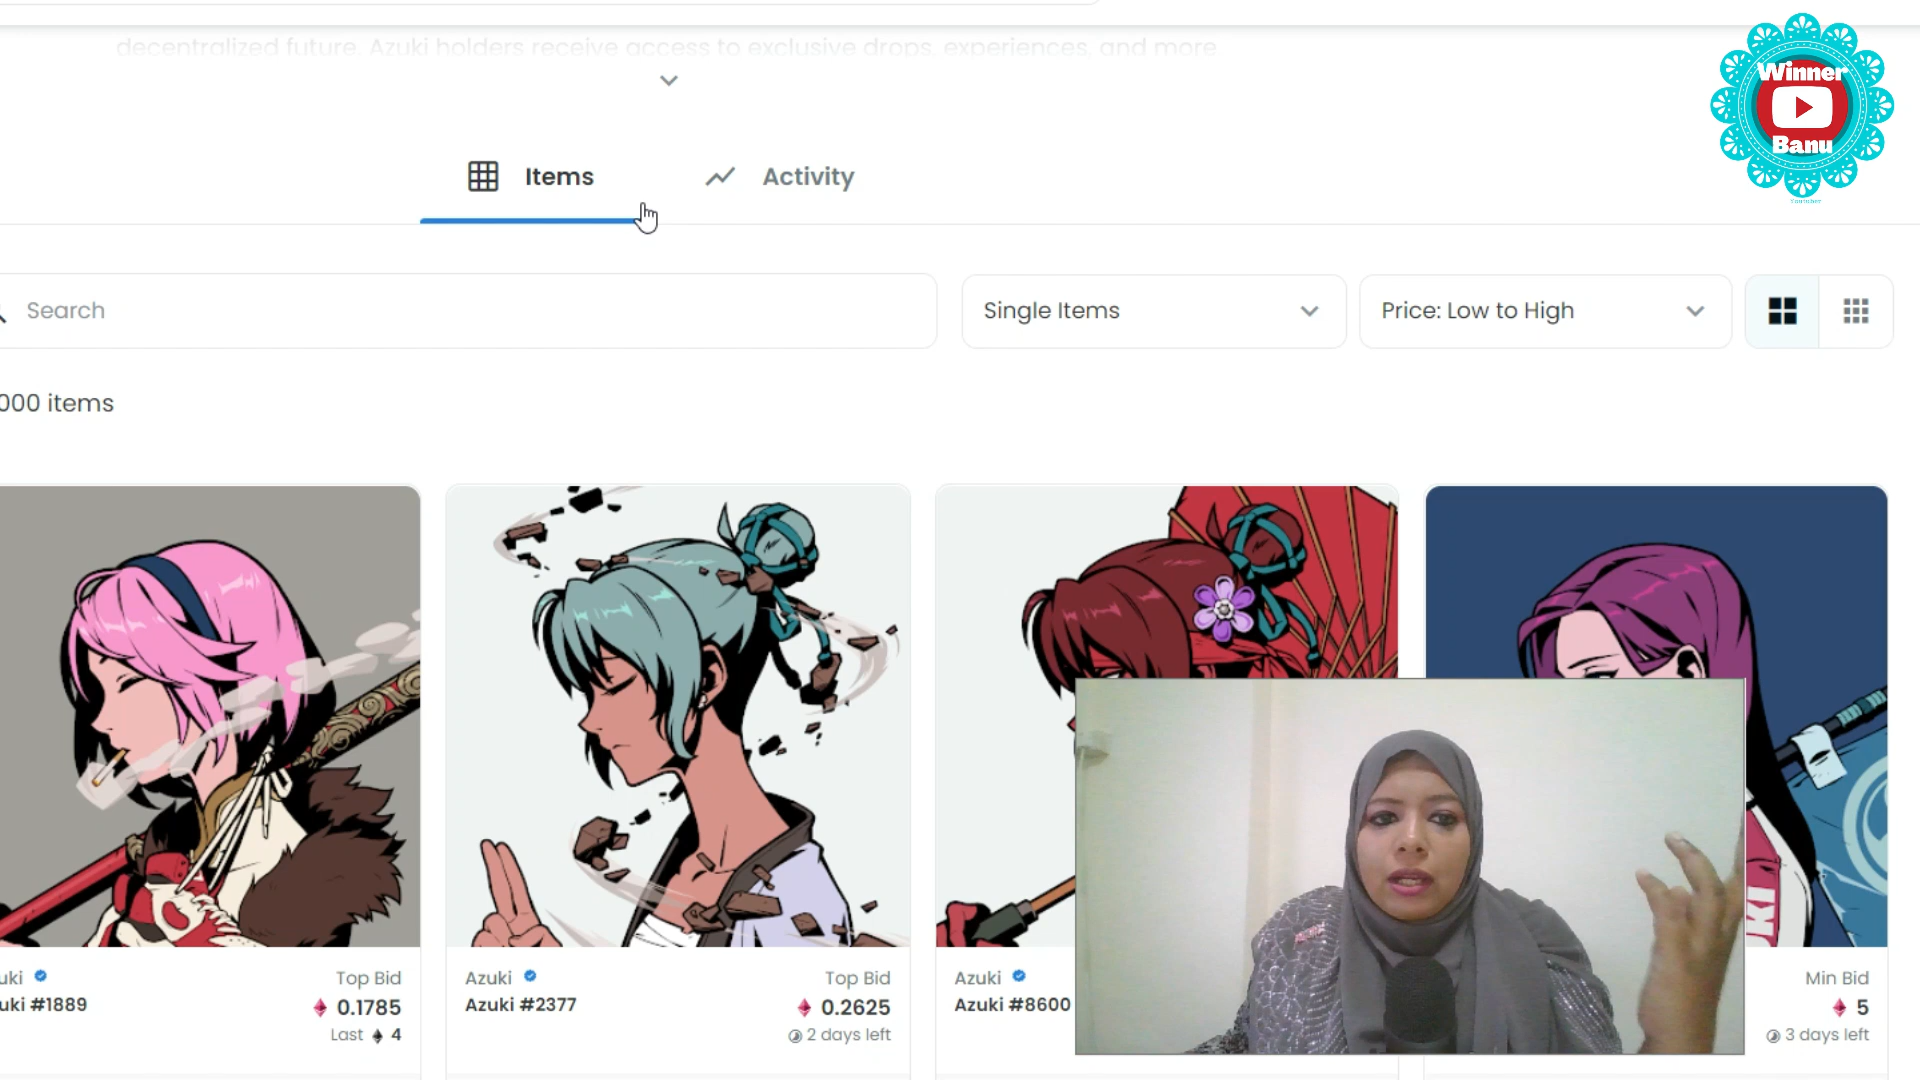 decentralized future. Azuki holders receive access to exclusive drops, experiences, and more
Winner
Banu
Youtuber
Items
Activity
Search
Single Items
Price: Low to High
000 items
uki
Top Bid
uki #1889
0.1785
Last 4
Azuki
Top Bid
Azuki #2377
0.2625
2 days left
Azuki
Azuki #8600
UKI
Min Bid
5
3 days left